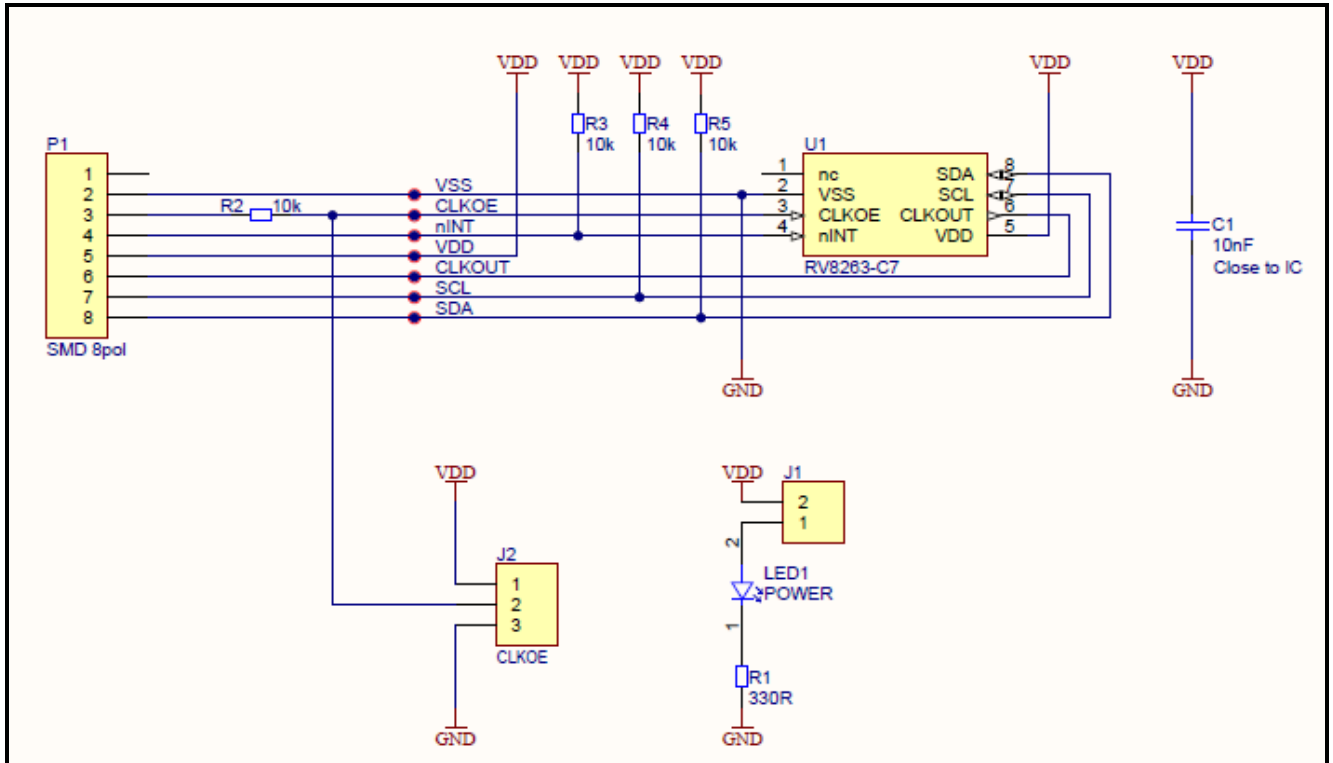 VDD VDD VDD VDD VDD VDD
R3 R4 R5
10k 10k 10k
P1 U1
1 1 nc SDA 8
2 VSS 2 VSS SCL 7
R2 10k
3 CLKOE 3 CLKOE CLKOUT 6
4 nINT 4 nINT VDD 5
5 VDD
RV8263-C7
6 CLKOUT
7 SCL
8 SDA
SMD 8pol
C1
10nF
Close to IC
GND GND
VDD VDD J1
2
1
2
J2 LED1
POWER
1
2
3
CLKOE
1
R1
330R
GND GND